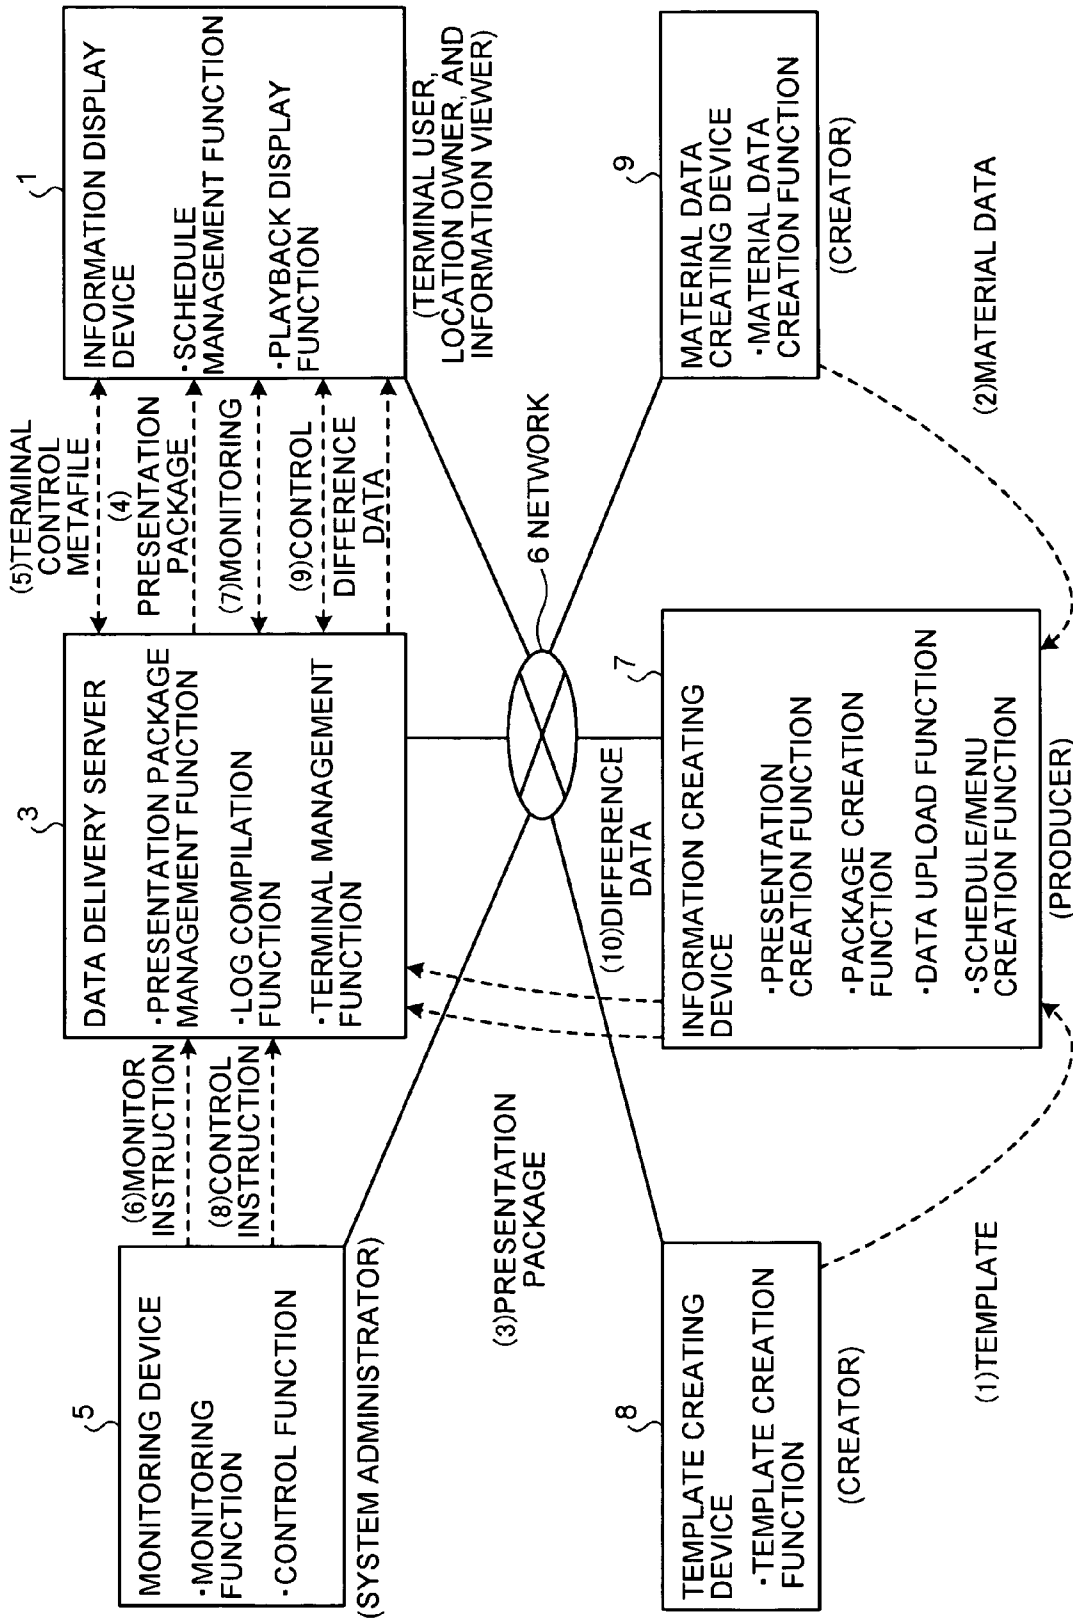 5
MONITORING DEVICE
・MONITORING
FUNCTION
・CONTROL FUNCTION
(SYSTEM ADMINISTRATOR)
(6)MONITOR
INSTRUCTION
(8)CONTROL
INSTRUCTION
3
DATA DELIVERY SERVER
・PRESENTATION PACKAGE
MANAGEMENT FUNCTION
・LOG COMPILATION
FUNCTION
・TERMINAL MANAGEMENT
FUNCTION
(5)TERMINAL
CONTROL
METAFILE
(4)
PRESENTATION
PACKAGE
(7)MONITORING
(9)CONTROL
DIFFERENCE
DATA
1
INFORMATION DISPLAY
DEVICE
・SCHEDULE
MANAGEMENT FUNCTION
・PLAYBACK DISPLAY
FUNCTION
(TERMINAL USER,
LOCATION OWNER, AND
INFORMATION VIEWER)
(3)PRESENTATION
PACKAGE
6 NETWORK
(10)DIFFERENCE
DATA
8
TEMPLATE CREATING
DEVICE
・TEMPLATE CREATION
FUNCTION
(CREATOR)
(1)TEMPLATE
7
INFORMATION CREATING
DEVICE
・PRESENTATION
CREATION FUNCTION
・PACKAGE CREATION
FUNCTION
・DATA UPLOAD FUNCTION
・SCHEDULE/MENU
CREATION FUNCTION
(PRODUCER)
9
MATERIAL DATA
CREATING DEVICE
・MATERIAL DATA
CREATION FUNCTION
(CREATOR)
(2)MATERIAL DATA